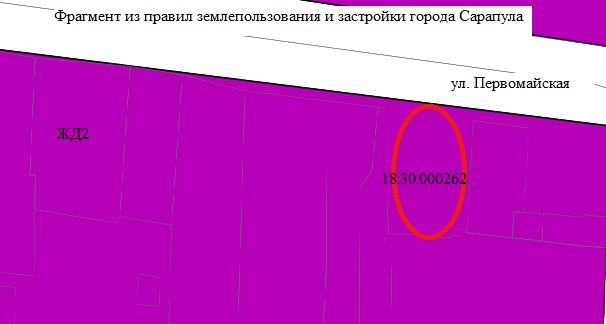 Фрагмент из правил землепользования и застройки города Сарапула
ул. Первомайская
ЖД2
18:30:000262